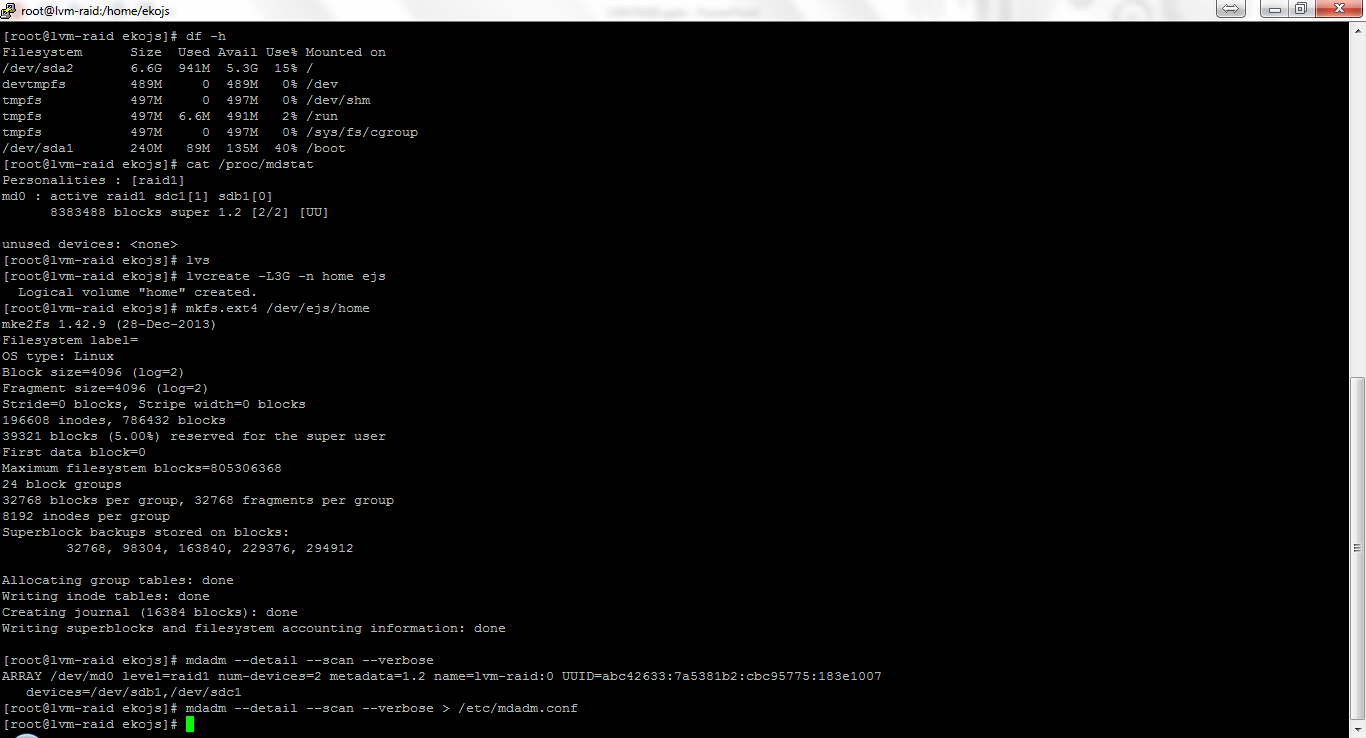 root@lvm-raid:/home/ekojs
[root@lvm-raid ekojs]# df -h
Filesystem      Size  Used Avail Use% Mounted on
/dev/sda2       6.6G  941M  5.3G  15% /
devtmpfs        489M     0  489M   0% /dev
tmpfs           497M     0  497M   0% /dev/shm
tmpfs           497M  6.6M  491M   2% /run
tmpfs           497M     0  497M   0% /sys/fs/cgroup
/dev/sda1       240M   89M  135M  40% /boot
[root@lvm-raid ekojs]# cat /proc/mdstat
Personalities : [raid1]
md0 : active raid1 sdc1[1] sdb1[0]
      8383488 blocks super 1.2 [2/2] [UU]
unused devices: <none>
[root@lvm-raid ekojs]# lvs
[root@lvm-raid ekojs]# lvcreate -L3G -n home ejs
  Logical volume "home" created.
[root@lvm-raid ekojs]# mkfs.ext4 /dev/ejs/home
mke2fs 1.42.9 (28-Dec-2013)
Filesystem label=
OS type: Linux
Block size=4096 (log=2)
Fragment size=4096 (log=2)
Stride=0 blocks, Stripe width=0 blocks
196608 inodes, 786432 blocks
39321 blocks (5.00%) reserved for the super user
First data block=0
Maximum filesystem blocks=805306368
24 block groups
32768 blocks per group, 32768 fragments per group
8192 inodes per group
Superblock backups stored on blocks:
        32768, 98304, 163840, 229376, 294912
Allocating group tables: done
Writing inode tables: done
Creating journal (16384 blocks): done
Writing superblocks and filesystem accounting information: done
[root@lvm-raid ekojs]# mdadm --detail --scan --verbose
ARRAY /dev/md0 level=raid1 num-devices=2 metadata=1.2 name=lvm-raid:0 UUID=abc42633:7a5381b2:cbc95775:183e1007
   devices=/dev/sdb1,/dev/sdc1
[root@lvm-raid ekojs]# mdadm --detail --scan --verbose > /etc/mdadm.conf
[root@lvm-raid ekojs]#